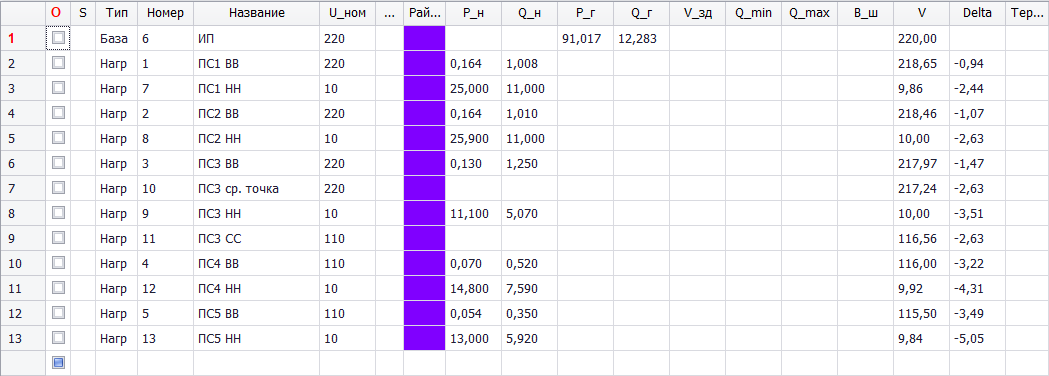 O S Тип Номер Название U_ном ... Рай... P_н Q_н P_г Q_г V_зд Q_min Q_max B_ш V Delta Тер...
1 База 6 ИП 220 91,017 12,283 220,00
2 Нагр 1 ПС1 ВВ 220 0,164 1,008 218,65 -0,94
3 Нагр 7 ПС1 НН 10 25,000 11,000 9,86 -2,44
4 Нагр 2 ПС2 ВВ 220 0,164 1,010 218,46 -1,07
5 Нагр 8 ПС2 НН 10 25,900 11,000 10,00 -2,63
6 Нагр 3 ПС3 ВВ 220 0,130 1,250 217,97 -1,47
7 Нагр 10 ПС3 ср. точка 220 217,24 -2,63
8 Нагр 9 ПС3 НН 10 11,100 5,070 10,00 -3,51
9 Нагр 11 ПС3 СС 110 116,56 -2,63
10 Нагр 4 ПС4 ВВ 110 0,070 0,520 116,00 -3,22
11 Нагр 12 ПС4 НН 10 14,800 7,590 9,92 -4,31
12 Нагр 5 ПС5 ВВ 110 0,054 0,350 115,50 -3,49
13 Нагр 13 ПС5 НН 10 13,000 5,920 9,84 -5,05